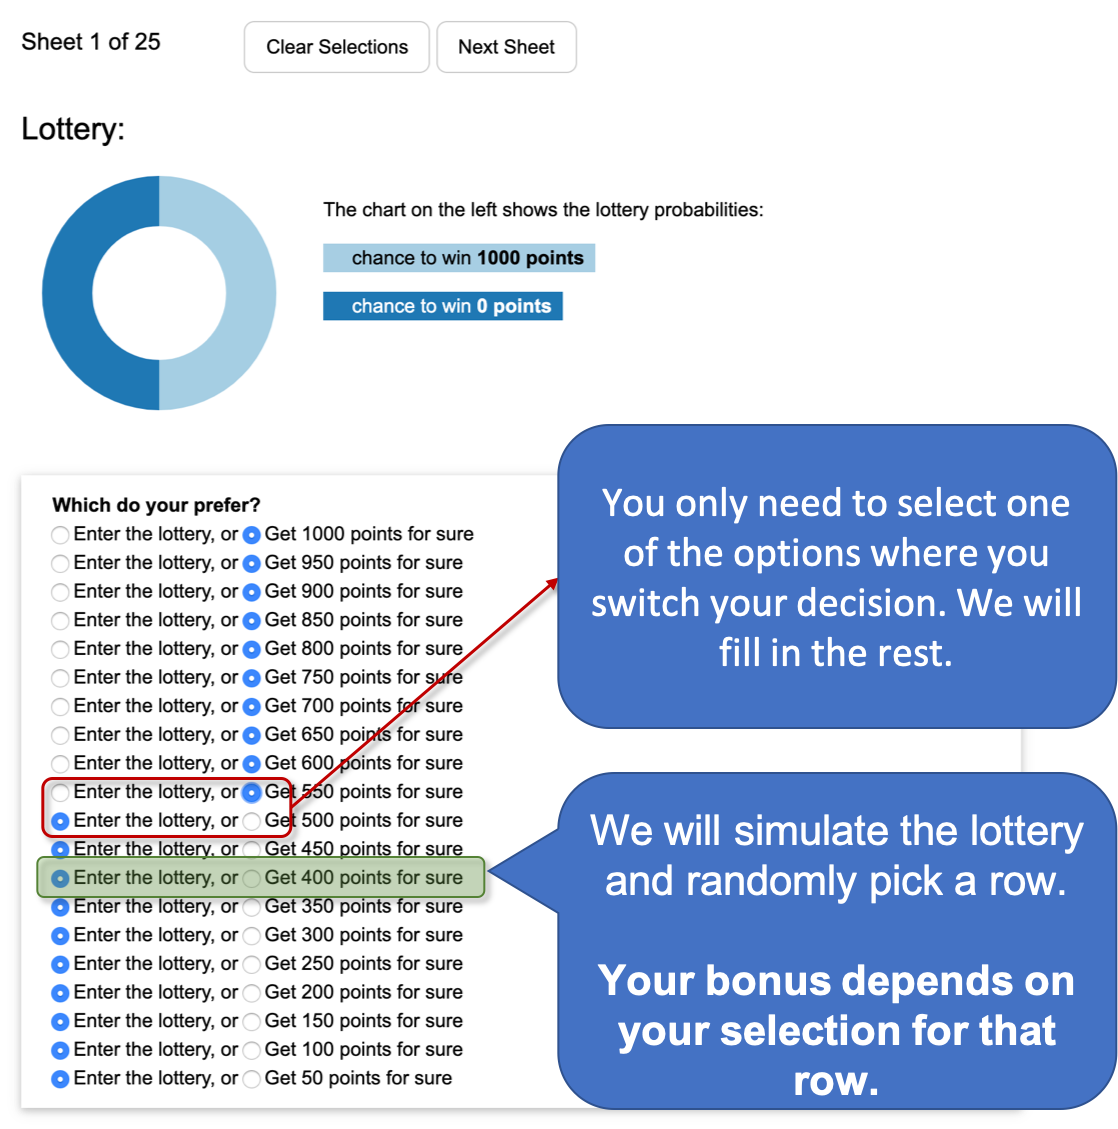 Sheet 1 of 25
Clear Selections
Next Sheet
Lottery:
The chart on the left shows the lottery probabilities:
chance to win 1000 points
chance to win 0 points
Which do your prefer?
Enter the lottery, or Get 1000 points for sure
Enter the lottery, or Get 950 points for sure
Enter the lottery, or Get 900 points for sure
Enter the lottery, or Get 850 points for sure
Enter the lottery, or Get 800 points for sure
Enter the lottery, or Get 750 points for sure
Enter the lottery, or Get 700 points for sure
Enter the lottery, or Get 650 points for sure
Enter the lottery, or Get 600 points for sure
Enter the lottery, or Get 550 points for sure
Enter the lottery, or Get 500 points for sure
Enter the lottery, or Get 450 points for sure
Enter the lottery, or Get 400 points for sure
Enter the lottery, or Get 350 points for sure
Enter the lottery, or Get 300 points for sure
Enter the lottery, or Get 250 points for sure
Enter the lottery, or Get 200 points for sure
Enter the lottery, or Get 150 points for sure
Enter the lottery, or Get 100 points for sure
Enter the lottery, or Get 50 points for sure
You only need to select one
of the options where you
switch your decision. We will
fill in the rest.
We will simulate the lottery
and randomly pick a row.
Your bonus depends on
your selection for that
row.